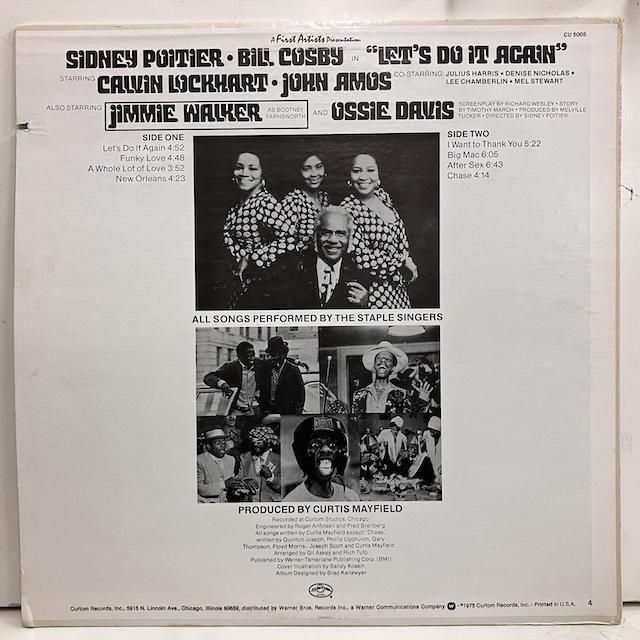 A First Artists Presentation
CU 5005
SIDNEY POITIER • BILL COSBY IN "LET'S DO IT AGAIN"
STARRING CALVIN LOCKHART • JOHN AMOS
CO-STARRING: JULIUS HARRIS • DENISE NICHOLAS •
LEE CHAMBERLIN • MEL STEWART
ALSO STARRING JIMMIE WALKER AS BOOTNEY
FARNSWORTH
AND OSSIE DAVIS
SCREENPLAY BY RICHARD WESLEY • STORY
BY TIMOTHY MARCH • PRODUCED BY MELVILLE
TUCKER • DIRECTED BY SIDNEY POITIER
SIDE ONE
Let's Do It Again 4:52
Funky Love 4:48
A Whole Lot of Love 3:52
New Orleans 4:23
SIDE TWO
I Want to Thank You 5:22
Big Mac 6:05
After Sex 6:43
Chase 4:14
ALL SONGS PERFORMED BY THE STAPLE SINGERS
PRODUCED BY CURTIS MAYFIELD
Recorded at Curtom Studios, Chicago
Engineered by Roger Anfinsen and Fred Breitberg
All songs written by Curtis Mayfield except "Chase,"
written by Quinton Joseph, Phillip Upchurch, Gary
Thompson, Floyd Morris, Joseph Scott and Curtis Mayfield
Arranged by Gil Askey and Rich Tufo
Published by Warner-Tamerlane Publishing Corp. (BMI)
Cover Illustration by Sandy Kossin
Album Designed by Brad Kanawyer
Curtom Records, Inc., 5915 N. Lincoln Ave., Chicago, Illinois 60659, distributed by Warner Bros. Records, Inc., a Warner Communications Company • ℗1975 Curtom Records, Inc. • Printed in U.S.A.
4